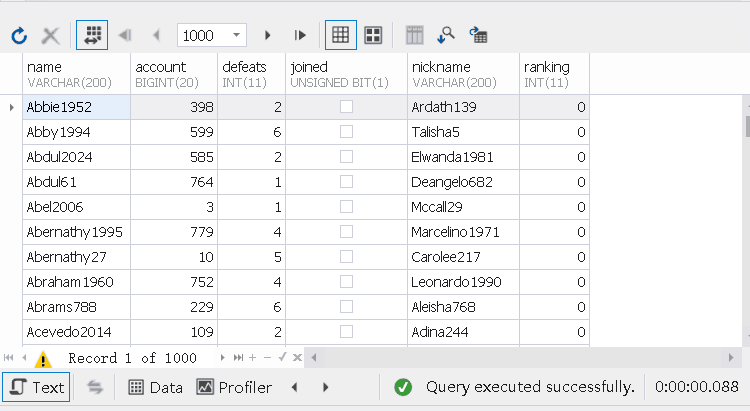 1000
name account defeats joined nickname ranking
VARCHAR(200) BIGINT(20) INT(11) UNSIGNED BIT(1) VARCHAR(200) INT(11)
Abbie1952 398 2 Ardath139 0
Abby1994 599 6 Talisha5 0
Abdul2024 585 2 Elwanda1981 0
Abdul61 764 1 Deangelo682 0
Abel2006 3 1 Mccall29 0
Abernathy1995 779 4 Marcelino1971 0
Abernathy27 10 5 Carolee217 0
Abraham1960 752 4 Leonardo1990 0
Abrams788 229 6 Aleisha768 0
Acevedo2014 109 2 Adina244 0
Record 1 of 1000
Text Data Profiler Query executed successfully. 0:00:00.088